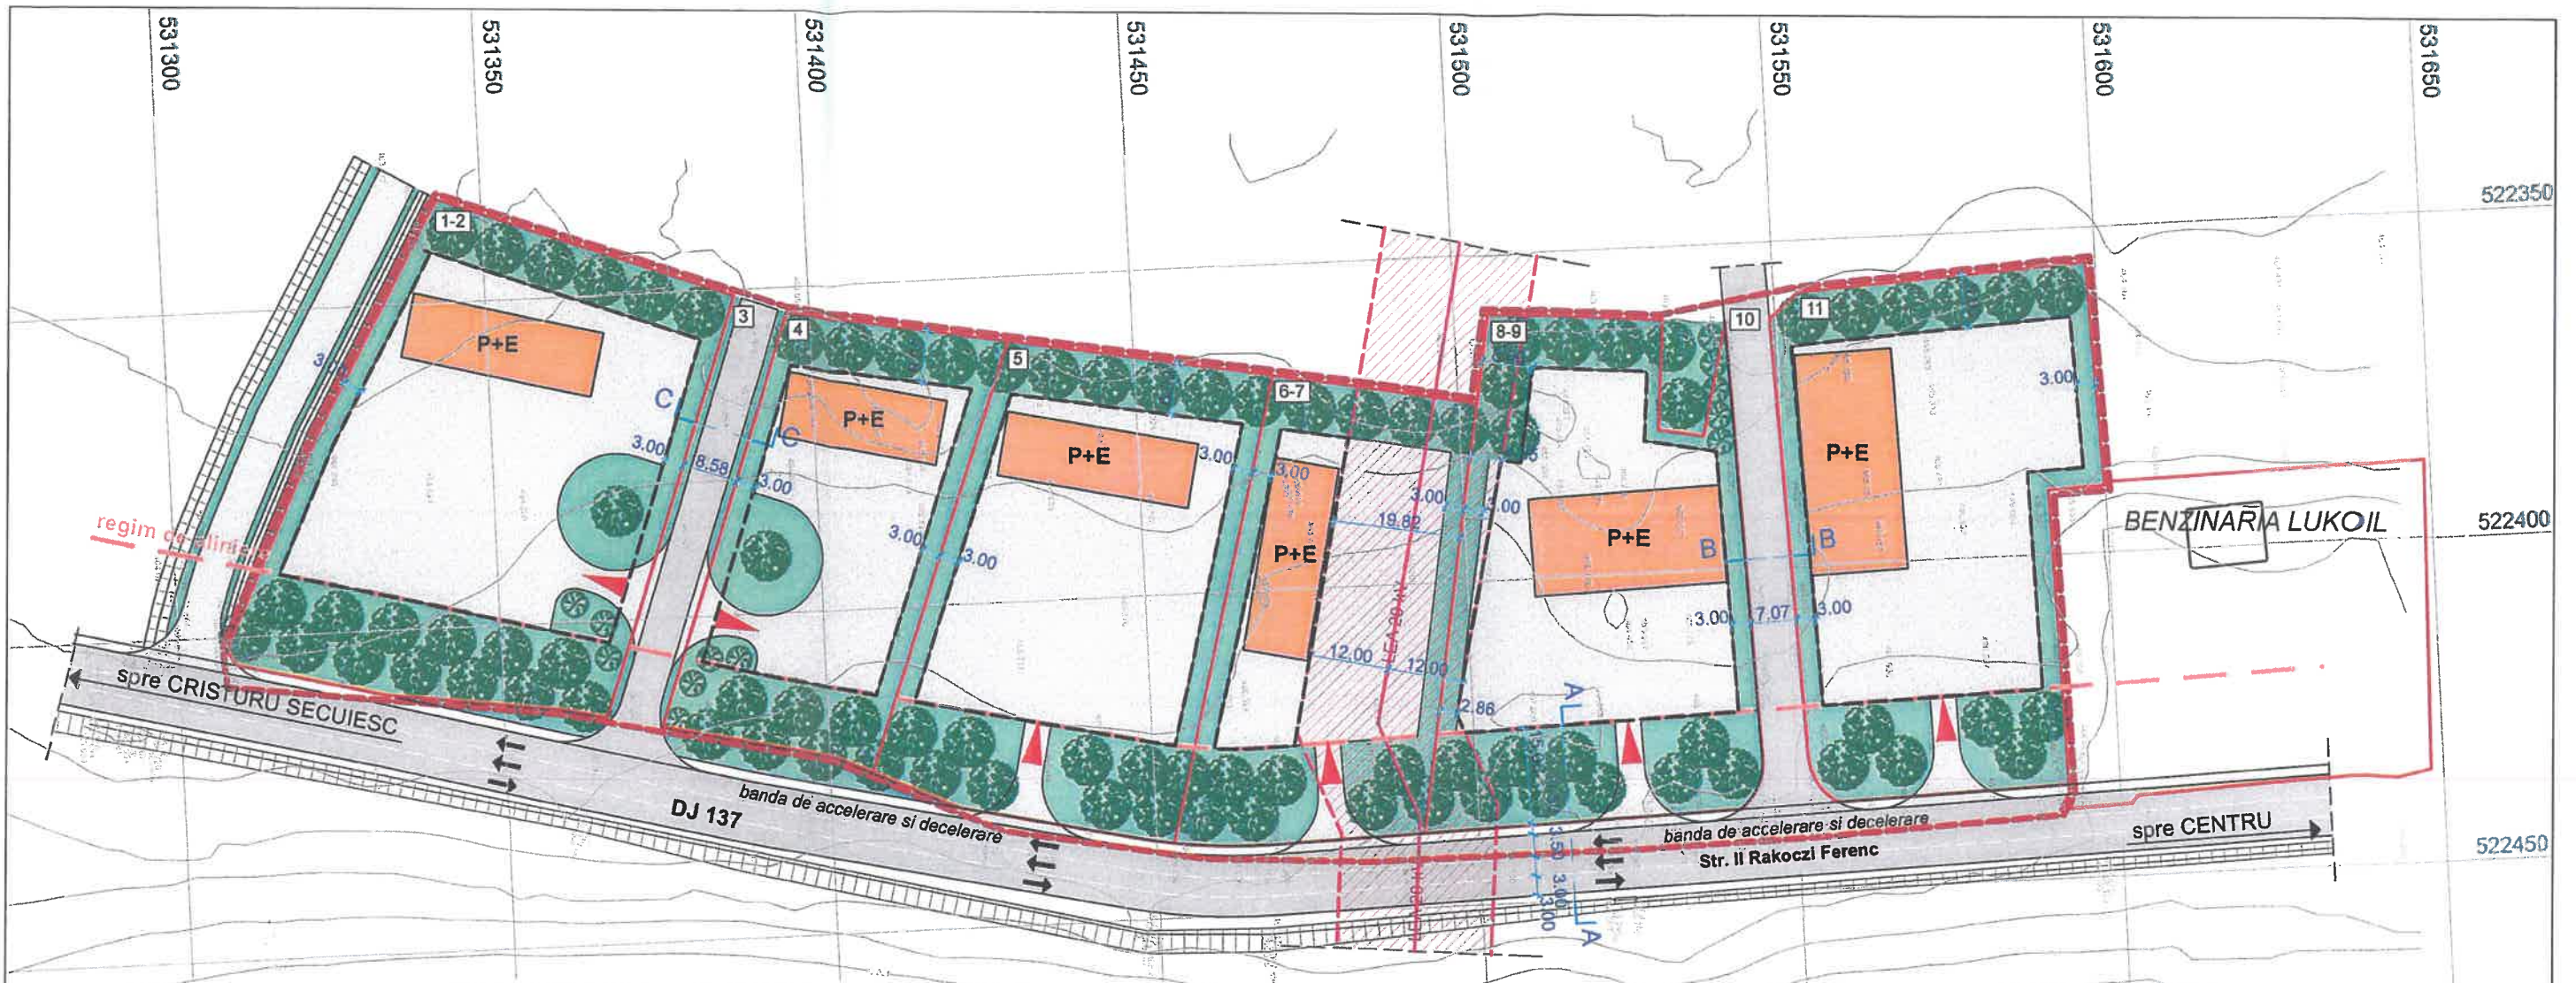 531300
531350
531400
531450
531500
531550
531600
531650
522350
522400
522450
1-2
3
4
5
6-7
8-9
10
11
P+E
P+E
P+E
P+E
P+E
P+E
C
C
3.00
8.58
3.00
3.00
3.00
3.00
3.00
3.00
19.82
3.00
12.00
12.00
2.86
LEA 20 kV
B
B
3.00
7.07
3.00
3.00
A
3.50
3.00
3.00
A
regim de aliniere
BENZINARIA LUKOIL
spre CRISTURU SECUIESC
DJ 137
banda de accelerare si decelerare
banda de accelerare si decelerare
Str. II Rakoczi Ferenc
spre CENTRU